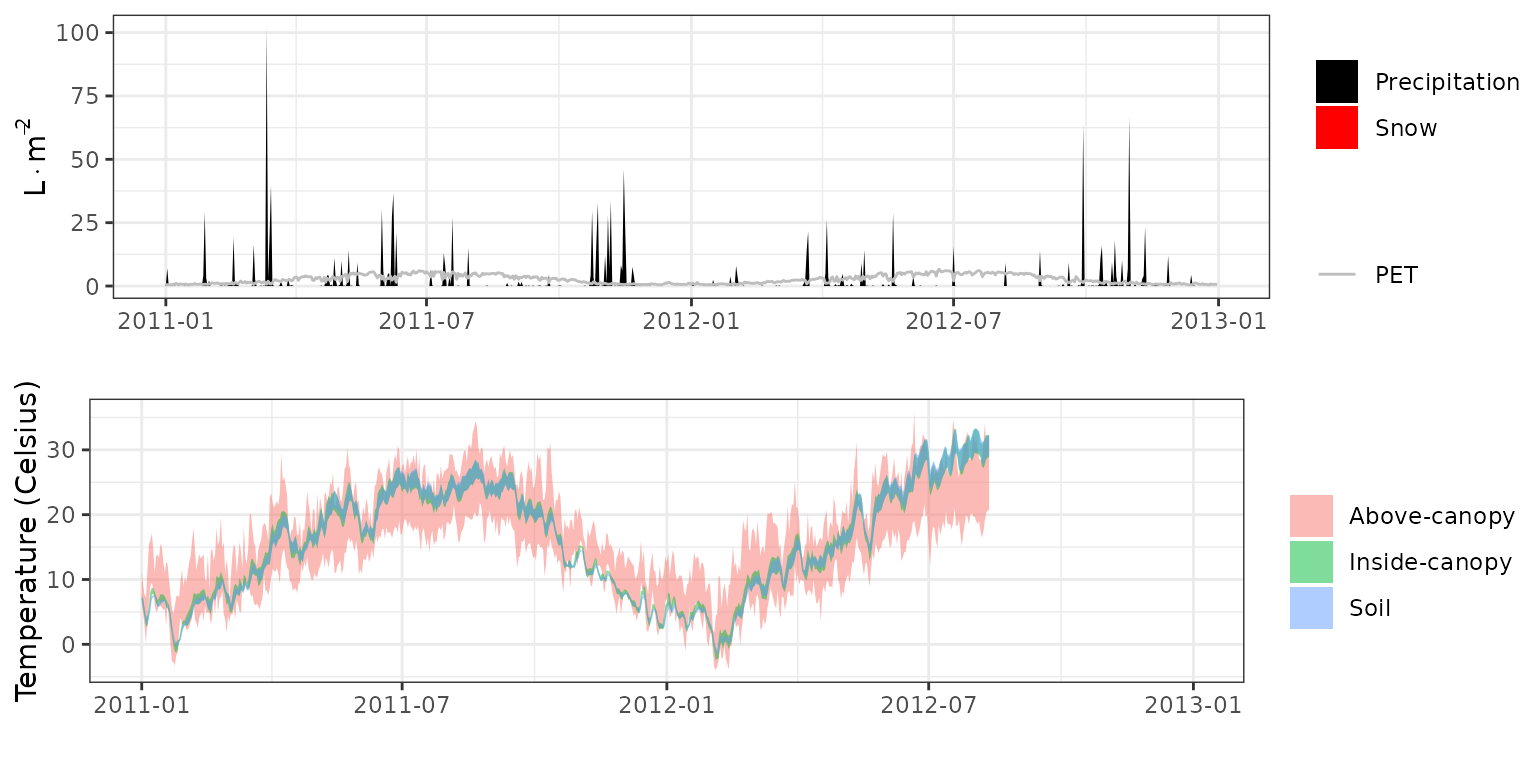 L · m⁻²
100
75
50
25
0
2011-01
2011-07
2012-01
2012-07
2013-01
Precipitation
Snow
PET
Temperature (Celsius)
30
20
10
0
2011-01
2011-07
2012-01
2012-07
2013-01
Above-canopy
Inside-canopy
Soil